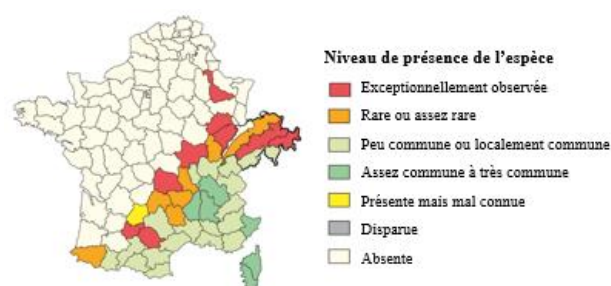 Niveau de présence de l’espèce
Exceptionnellement observée
Rare ou assez rare
Peu commune ou localement commune
Assez commune à très commune
Présente mais mal connue
Disparue
Absente